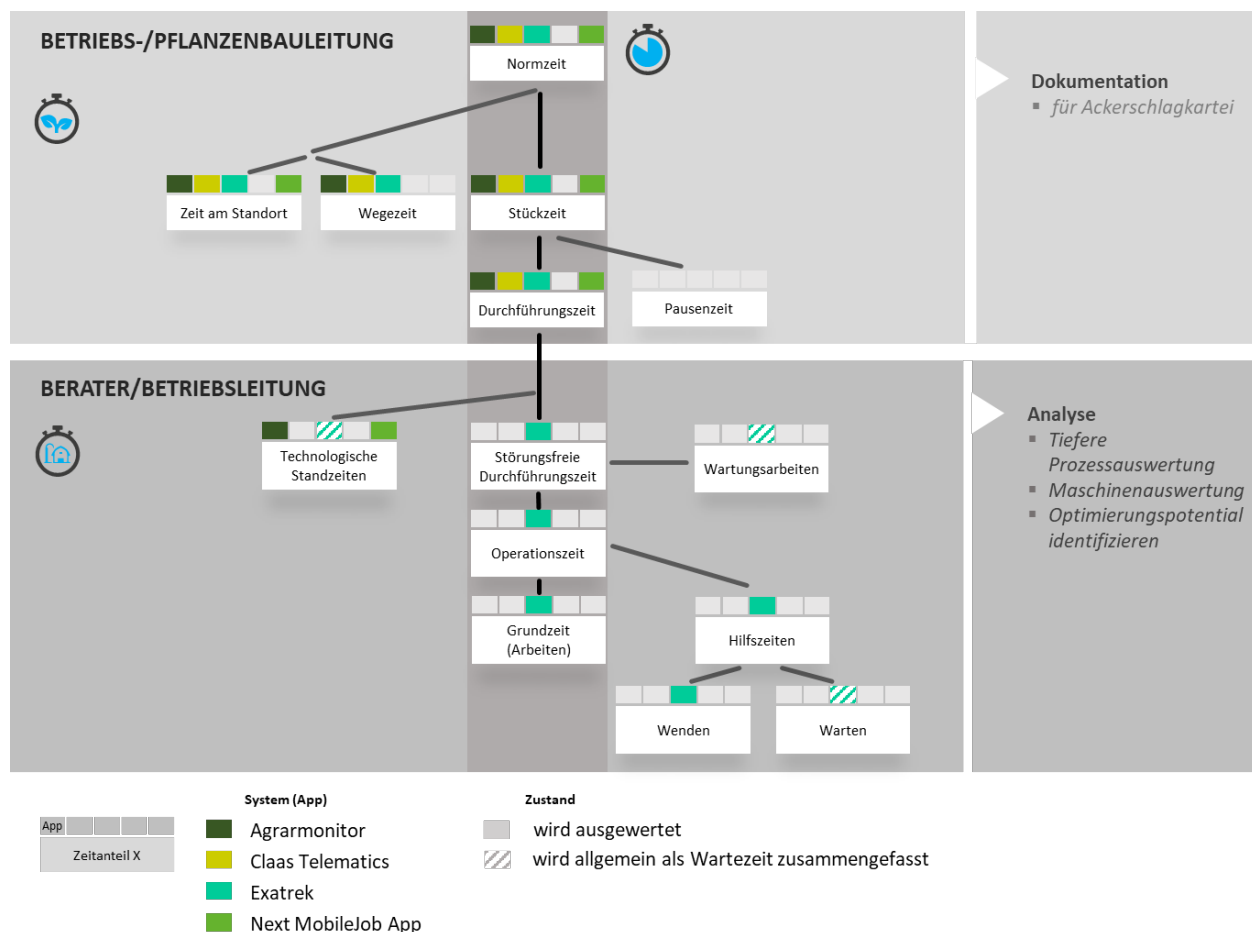 BETRIEBS-/PFLANZENBAULEITUNG
Normzeit
Dokumentation
▪ für Ackerschlagkartei
Zeit am Standort
Wegezeit
Stückzeit
Durchführungszeit
Pausenzeit
BERATER/BETRIEBSLEITUNG
Analyse
▪ Tiefere
Prozessauswertung
▪ Maschinenauswertung
▪ Optimierungspotential
identifizieren
Technologische
Standzeiten
Störungsfreie
Durchführungszeit
Wartungsarbeiten
Operationszeit
Grundzeit
(Arbeiten)
Hilfszeiten
Wenden
Warten
System (App)
Zustand
App
Zeitanteil X
Agrarmonitor
Claas Telematics
Exatrek
Next MobileJob App
wird ausgewertet
wird allgemein als Wartezeit zusammengefasst